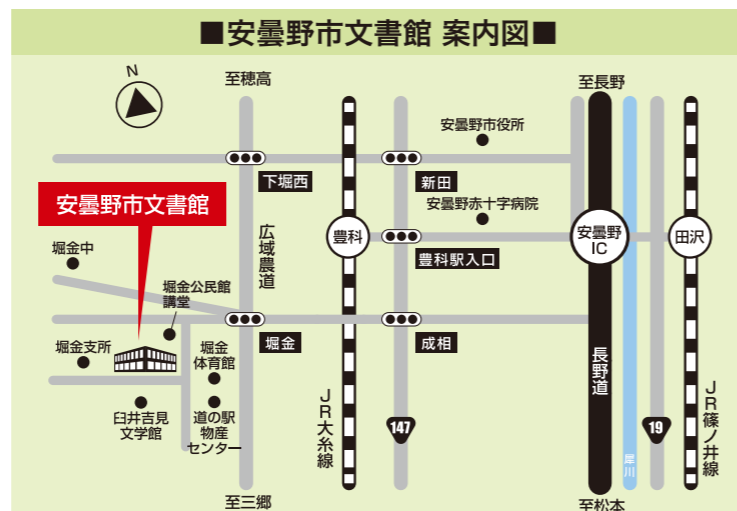 ■安曇野市文書館 案内図■
N
至穂高
至長野
安曇野市役所
下堀西
新田
安曇野市文書館
安曇野赤十字病院
広域農道
豊科
安曇野
IC
田沢
豊科駅入口
堀金中
堀金公民館
講堂
堀金
成相
堀金支所
堀金
体育館
長野道
臼井吉見
文学館
道の駅
物産
センター
JR大糸線
147
19
JR篠ノ井線
犀川
至三郷
至松本